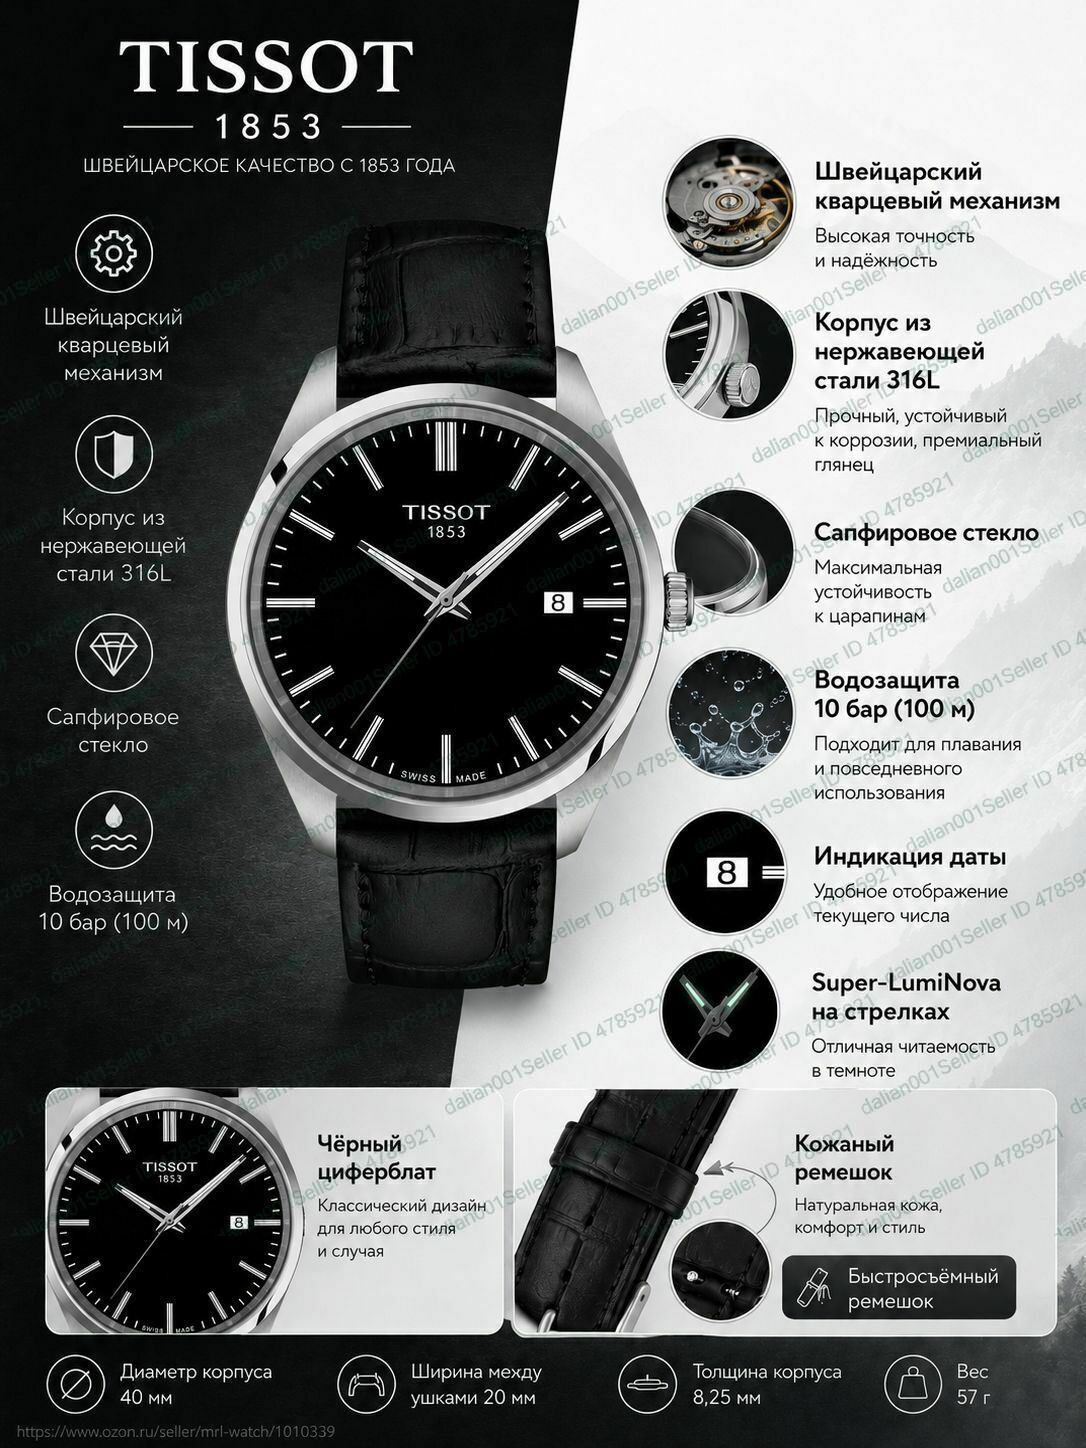 TISSOT
1853
ШВЕЙЦАРСКОЕ КАЧЕСТВО С 1853 ГОДА
Швейцарский
кварцевый
механизм
Корпус из
нержавеющей
стали 316L
Сапфировое
стекло
Водозащита
10 бар (100 м)
TISSOT
1853
8
SWISS MADE
Швейцарский
кварцевый механизм
Высокая точность
и надёжность
Корпус из
нержавеющей
стали 316L
Прочный, устойчивый
к коррозии, премиальный
глянец
Сапфировое стекло
Максимальная
устойчивость
к царапинам
Водозащита
10 бар (100 м)
Подходит для плавания
и повседневного
использования
8
Индикация даты
Удобное отображение
текущего числа
Super-LumiNova
на стрелках
Отличная читаемость
в темноте
TISSOT
1853
8
SWISS MADE
Чёрный
циферблат
Классический дизайн
для любого стиля
и случая
Кожаный
ремешок
Натуральная кожа,
комфорт и стиль
Быстросъёмный
ремешок
Диаметр корпуса
40 мм
Ширина между
ушками 20 мм
Толщина корпуса
8,25 мм
Вес
57 г
https://www.ozon.ru/seller/mrl-watch/1010339
dalian001Seller ID 4785921